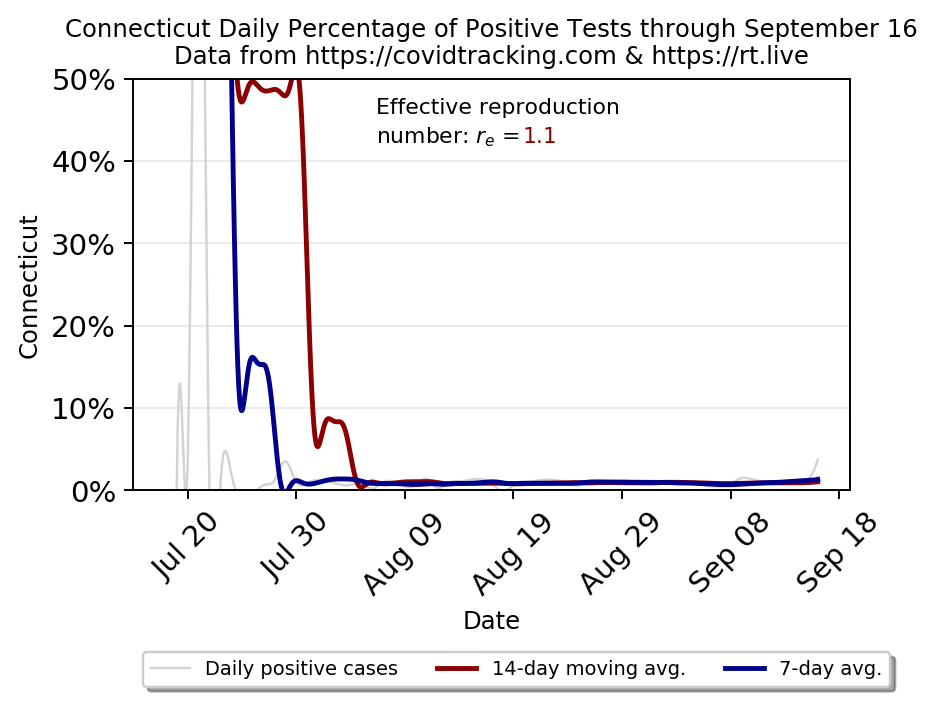 Connecticut Daily Percentage of Positive Tests through September 16
Data from https://covidtracking.com & https://rt.live
50%
40%
30%
20%
10%
0%
Connecticut
Effective reproduction
number: rₑ =1.1
Jul 20
Jul 30
Aug 09
Aug 19
Aug 29
Sep 08
Sep 18
Date
Daily positive cases
14-day moving avg.
7-day avg.